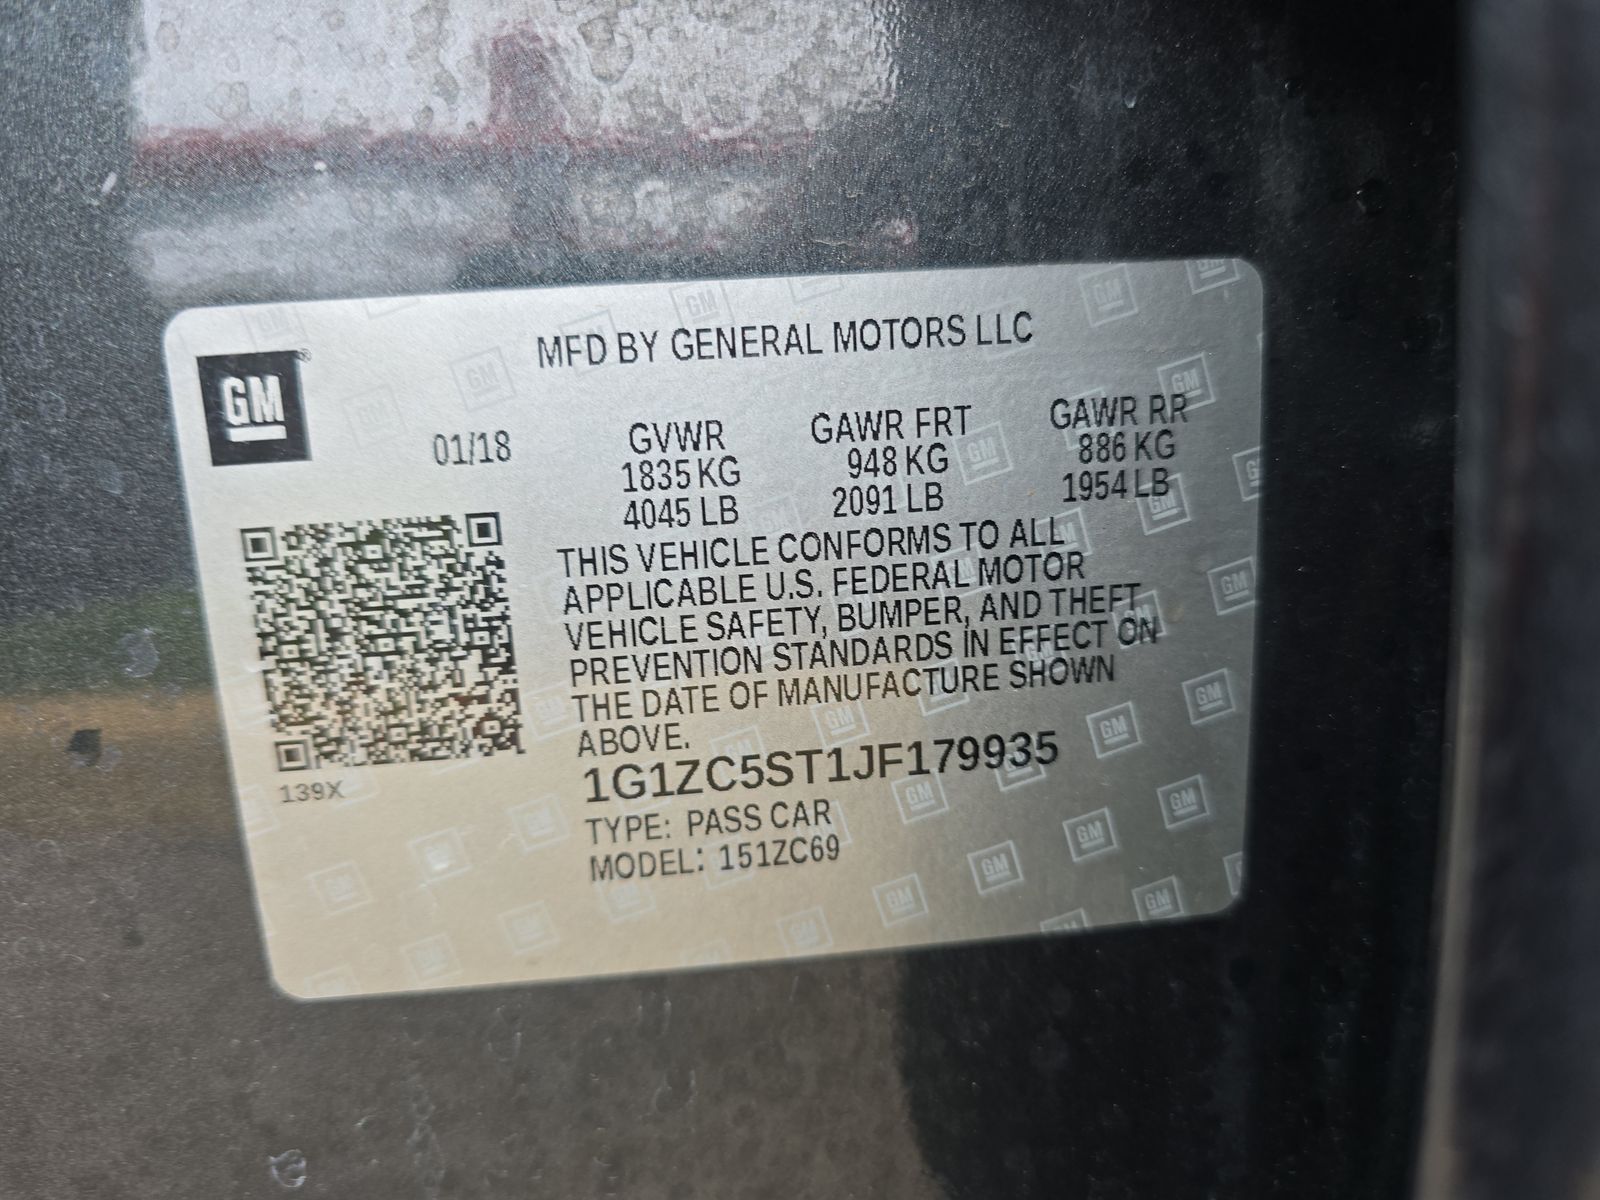 MFD BY GENERAL MOTORS LLC
GM®
01/18
GVWR GAWR FRT GAWR RR
1835 KG 948 KG 886 KG
4045 LB 2091 LB 1954 LB
THIS VEHICLE CONFORMS TO ALL
APPLICABLE U.S. FEDERAL MOTOR
VEHICLE SAFETY, BUMPER, AND THEFT
PREVENTION STANDARDS IN EFFECT ON
THE DATE OF MANUFACTURE SHOWN
ABOVE.
1G1ZC5ST1JF179935
139X
TYPE: PASS CAR
MODEL: 151ZC69